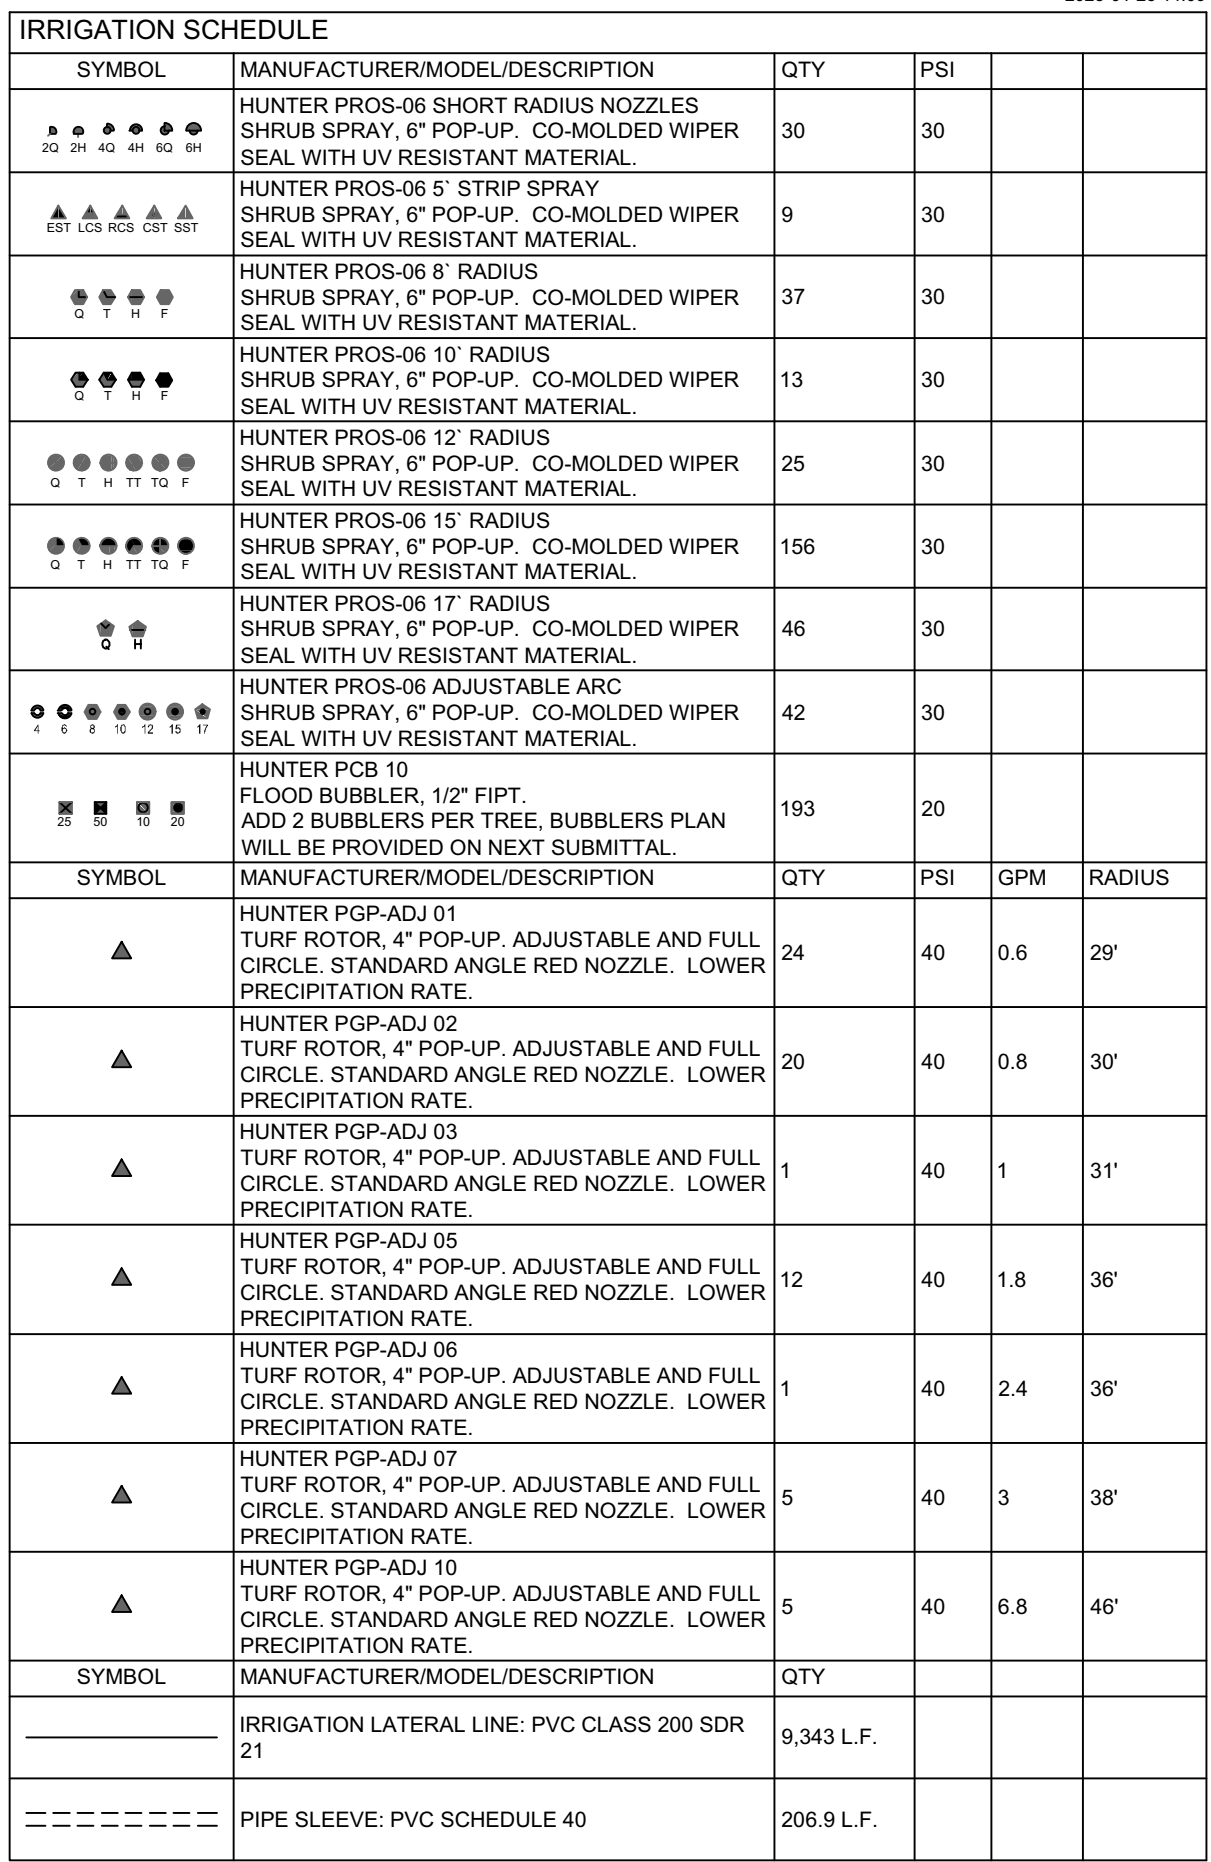 IRRIGATION SCHEDULE
SYMBOL MANUFACTURER/MODEL/DESCRIPTION QTY PSI
HUNTER PROS-06 SHORT RADIUS NOZZLES
SHRUB SPRAY, 6" POP-UP. CO-MOLDED WIPER
SEAL WITH UV RESISTANT MATERIAL.
2Q 2H 4Q 4H 6Q 6H
30 30
HUNTER PROS-06 5` STRIP SPRAY
SHRUB SPRAY, 6" POP-UP. CO-MOLDED WIPER
SEAL WITH UV RESISTANT MATERIAL.
EST LCS RCS CST SST
9 30
HUNTER PROS-06 8` RADIUS
SHRUB SPRAY, 6" POP-UP. CO-MOLDED WIPER
SEAL WITH UV RESISTANT MATERIAL.
Q T H F
37 30
HUNTER PROS-06 10` RADIUS
SHRUB SPRAY, 6" POP-UP. CO-MOLDED WIPER
SEAL WITH UV RESISTANT MATERIAL.
Q T H F
13 30
HUNTER PROS-06 12` RADIUS
SHRUB SPRAY, 6" POP-UP. CO-MOLDED WIPER
SEAL WITH UV RESISTANT MATERIAL.
Q T H TT TQ F
25 30
HUNTER PROS-06 15` RADIUS
SHRUB SPRAY, 6" POP-UP. CO-MOLDED WIPER
SEAL WITH UV RESISTANT MATERIAL.
Q T H TT TQ F
156 30
HUNTER PROS-06 17` RADIUS
SHRUB SPRAY, 6" POP-UP. CO-MOLDED WIPER
SEAL WITH UV RESISTANT MATERIAL.
Q H
46 30
HUNTER PROS-06 ADJUSTABLE ARC
SHRUB SPRAY, 6" POP-UP. CO-MOLDED WIPER
SEAL WITH UV RESISTANT MATERIAL.
4 6 8 10 12 15 17
42 30
HUNTER PCB 10
FLOOD BUBBLER, 1/2" FIPT.
ADD 2 BUBBLERS PER TREE, BUBBLERS PLAN
WILL BE PROVIDED ON NEXT SUBMITTAL.
25 50 10 20
193 20
SYMBOL MANUFACTURER/MODEL/DESCRIPTION QTY PSI GPM RADIUS
HUNTER PGP-ADJ 01
TURF ROTOR, 4" POP-UP. ADJUSTABLE AND FULL
CIRCLE. STANDARD ANGLE RED NOZZLE. LOWER
PRECIPITATION RATE.
24 40 0.6 29'
HUNTER PGP-ADJ 02
TURF ROTOR, 4" POP-UP. ADJUSTABLE AND FULL
CIRCLE. STANDARD ANGLE RED NOZZLE. LOWER
PRECIPITATION RATE.
20 40 0.8 30'
HUNTER PGP-ADJ 03
TURF ROTOR, 4" POP-UP. ADJUSTABLE AND FULL
CIRCLE. STANDARD ANGLE RED NOZZLE. LOWER
PRECIPITATION RATE.
1 40 1 31'
HUNTER PGP-ADJ 05
TURF ROTOR, 4" POP-UP. ADJUSTABLE AND FULL
CIRCLE. STANDARD ANGLE RED NOZZLE. LOWER
PRECIPITATION RATE.
12 40 1.8 36'
HUNTER PGP-ADJ 06
TURF ROTOR, 4" POP-UP. ADJUSTABLE AND FULL
CIRCLE. STANDARD ANGLE RED NOZZLE. LOWER
PRECIPITATION RATE.
1 40 2.4 36'
HUNTER PGP-ADJ 07
TURF ROTOR, 4" POP-UP. ADJUSTABLE AND FULL
CIRCLE. STANDARD ANGLE RED NOZZLE. LOWER
PRECIPITATION RATE.
5 40 3 38'
HUNTER PGP-ADJ 10
TURF ROTOR, 4" POP-UP. ADJUSTABLE AND FULL
CIRCLE. STANDARD ANGLE RED NOZZLE. LOWER
PRECIPITATION RATE.
5 40 6.8 46'
SYMBOL MANUFACTURER/MODEL/DESCRIPTION QTY
IRRIGATION LATERAL LINE: PVC CLASS 200 SDR
21
9,343 L.F.
PIPE SLEEVE: PVC SCHEDULE 40 206.9 L.F.